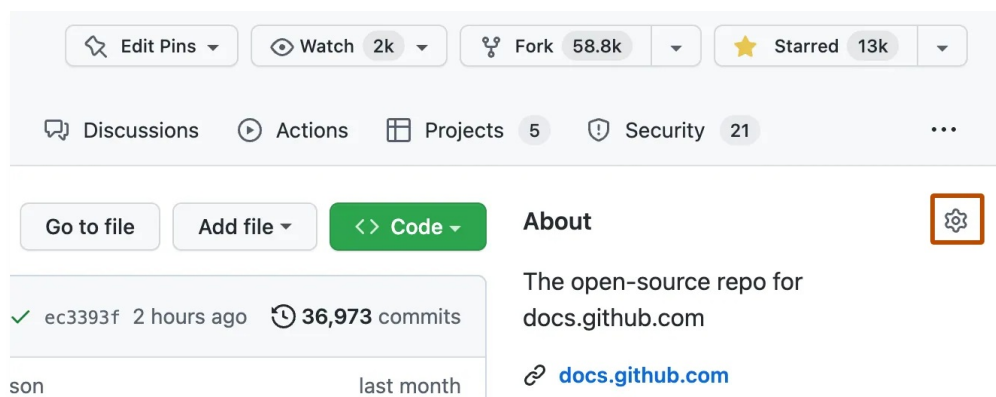 Edit Pins Watch 2k Fork 58.8k Starred 13k
Discussions Actions Projects 5 Security 21 ...
Go to file Add file <> Code
About
The open-source repo for
docs.github.com
ec3393f 2 hours ago 36,973 commits
son last month
docs.github.com